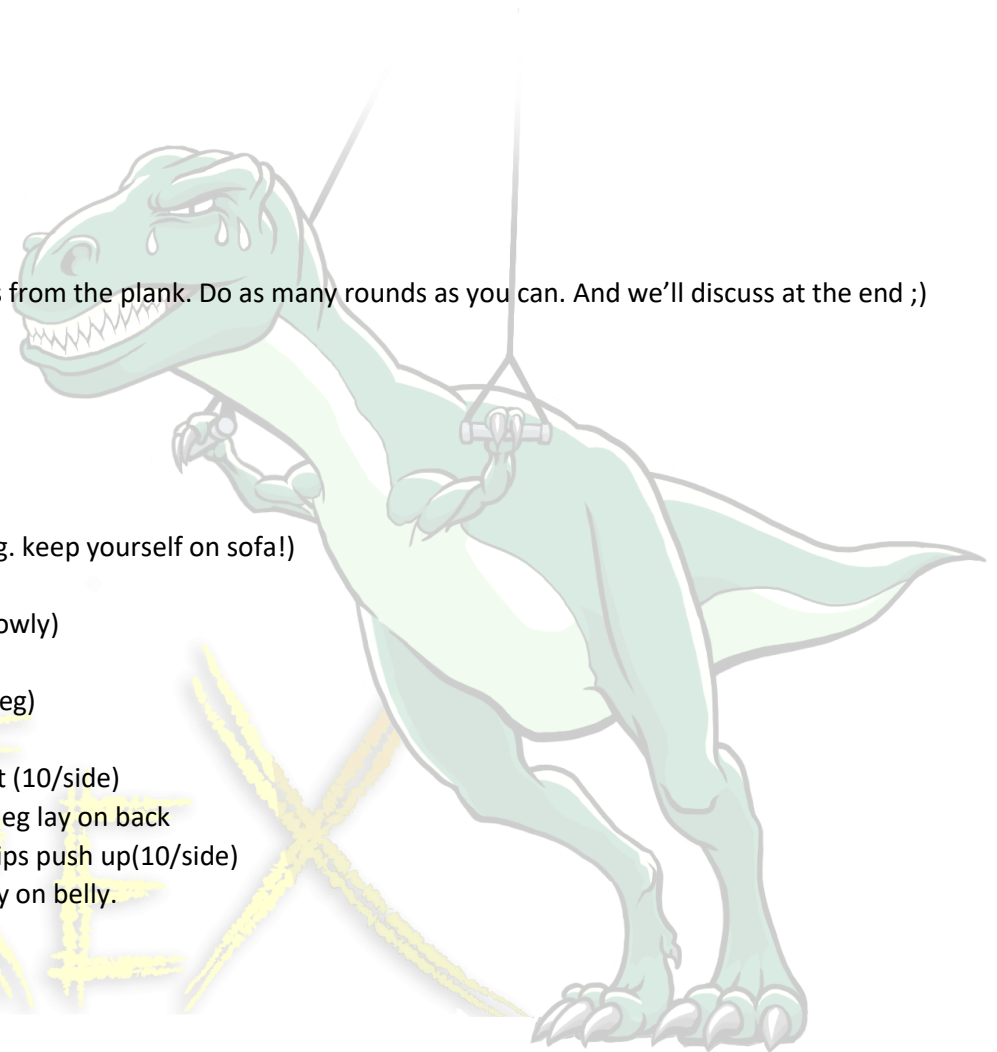 s from the plank. Do as many rounds as you can. And we’ll discuss at the end ;)
g. keep yourself on sofa!)
owly)
eg)
t (10/side)
eg lay on back
ips push up(10/side)
y on belly.
EX